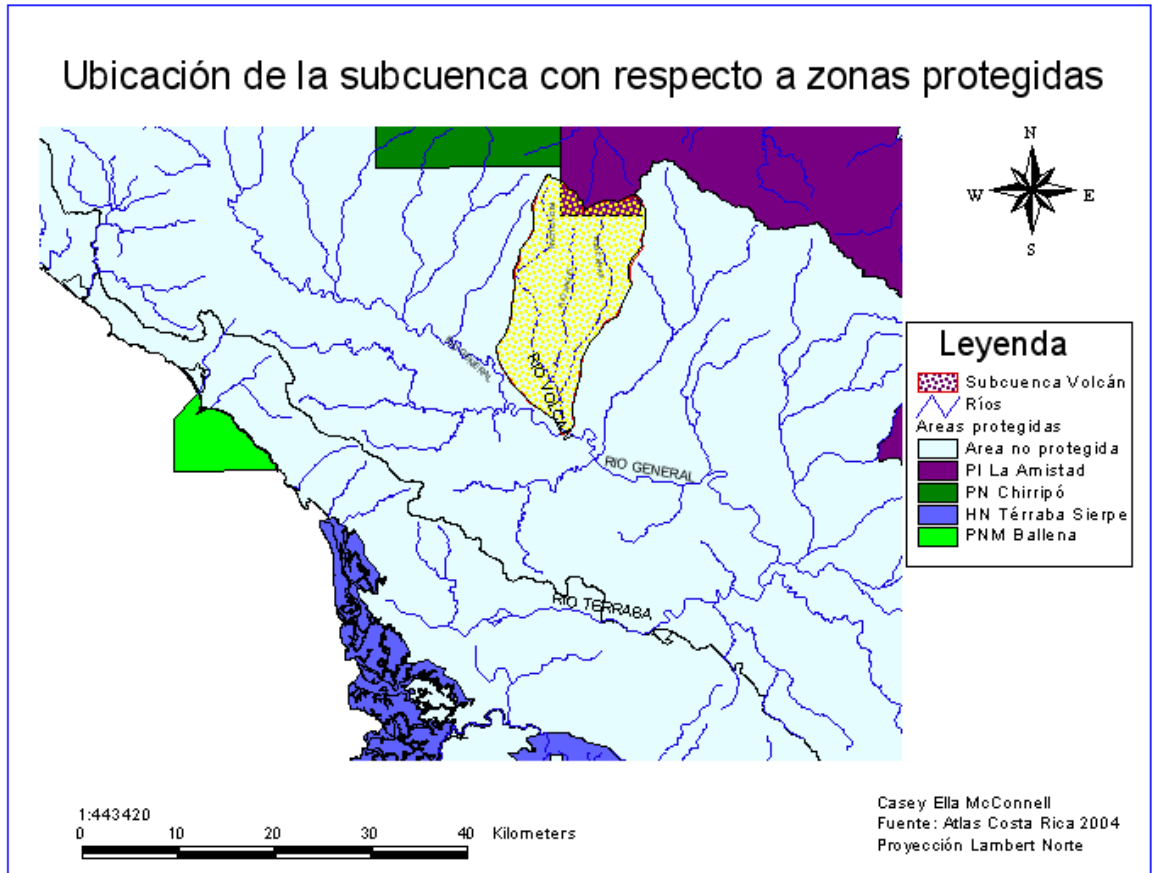 Ubicación de la subcuenca con respecto a zonas protegidas
N
W
E
S
RIO GENERAL
RIO VOLCAN
RIO GENERAL
RIO TERRABA
Leyenda
Subcuenca Volcán
Ríos
Areas protegidas
Area no protegida
PI La Amistad
PN Chirripó
HN Térraba Sierpe
PNM Ballena
1:443420
0 10 20 30 40 Kilometers
Casey Ella McConnell
Fuente: Atlas Costa Rica 2004
Proyección Lambert Norte